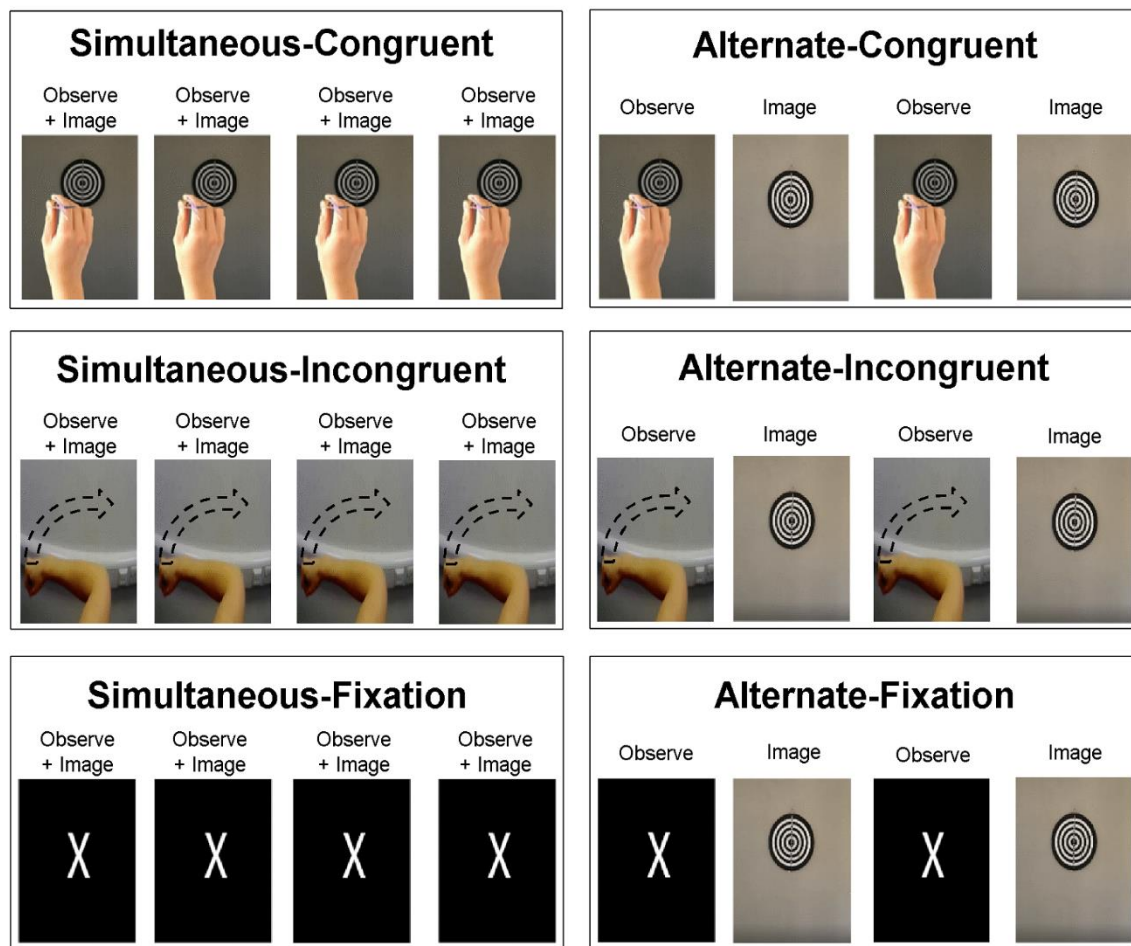 Simultaneous-Congruent
Observe Observe Observe Observe
+ Image + Image + Image + Image
Alternate-Congruent
Observe Image Observe Image
Simultaneous-Incongruent
Observe Observe Observe Observe
+ Image + Image + Image + Image
Alternate-Incongruent
Observe Image Observe Image
Simultaneous-Fixation
Observe Observe Observe Observe
+ Image + Image + Image + Image
X X X X
Alternate-Fixation
Observe Image Observe Image
X X